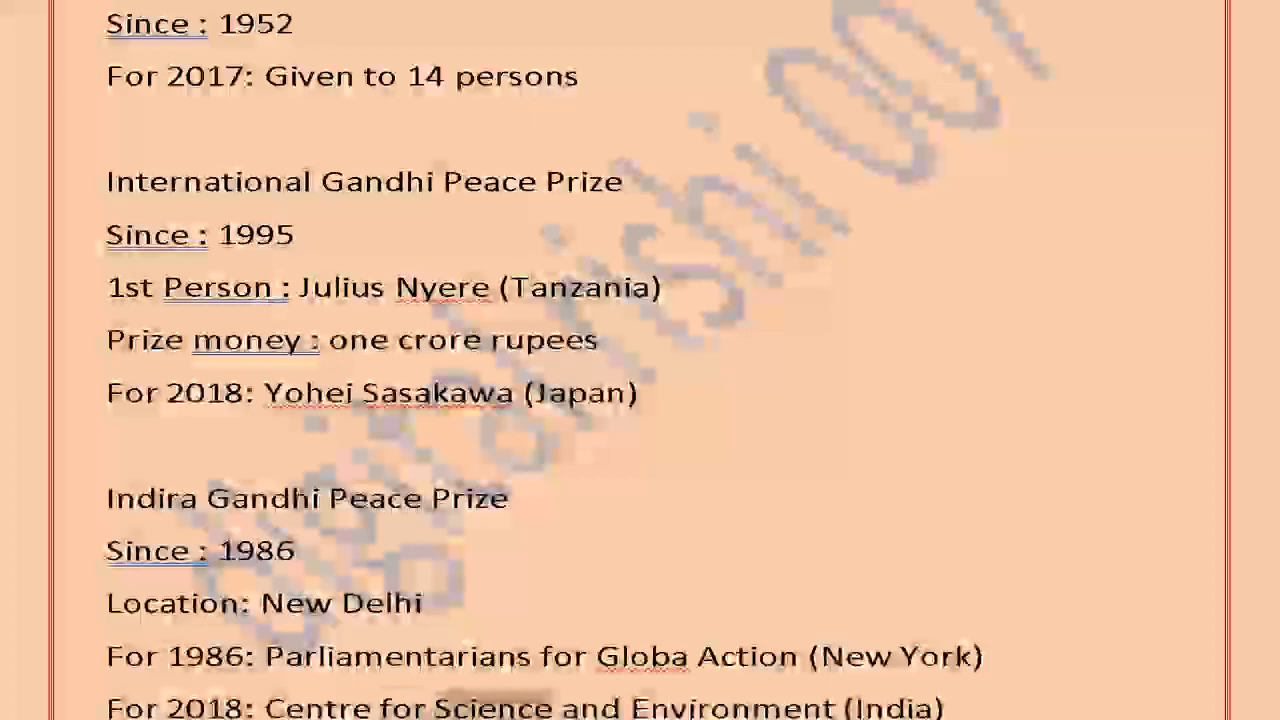 Since : 1952
For 2017: Given to 14 persons
International Gandhi Peace Prize
Since : 1995
1st Person : Julius Nyere (Tanzania)
Prize money : one crore rupees
For 2018: Yohei Sasakawa (Japan)
Indira Gandhi Peace Prize
Since : 1986
Location: New Delhi
For 1986: Parliamentarians for Globa Action (New York)
For 2018: Centre for Science and Environment (India)